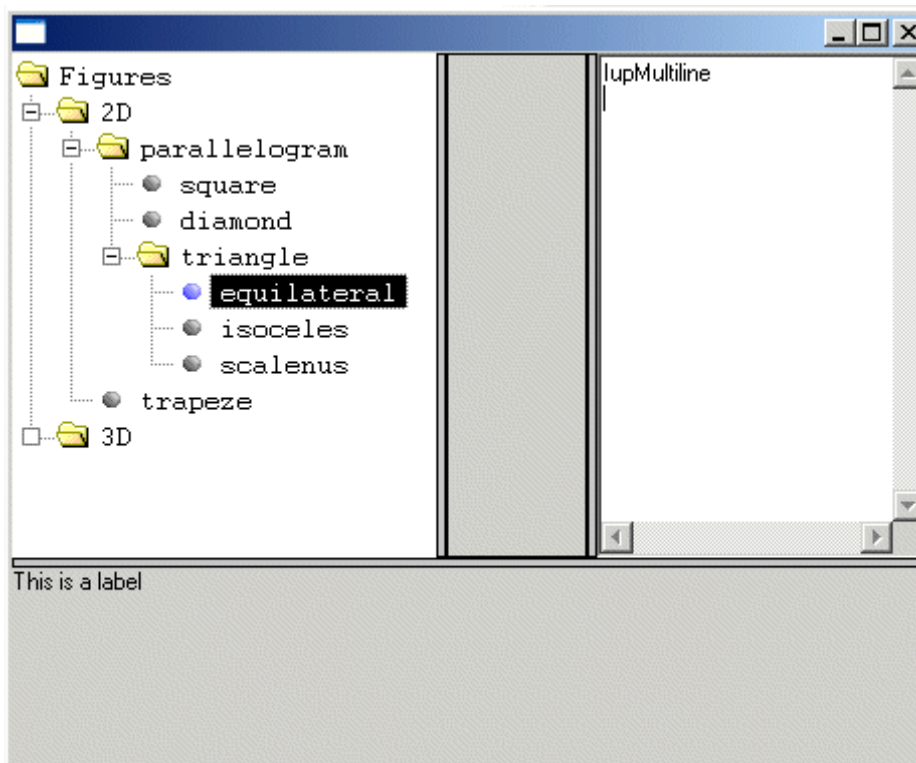 Figures
2D
parallelogram
square
diamond
triangle
equilateral
isoceles
scalenus
trapeze
3D
IupMultiline
This is a label